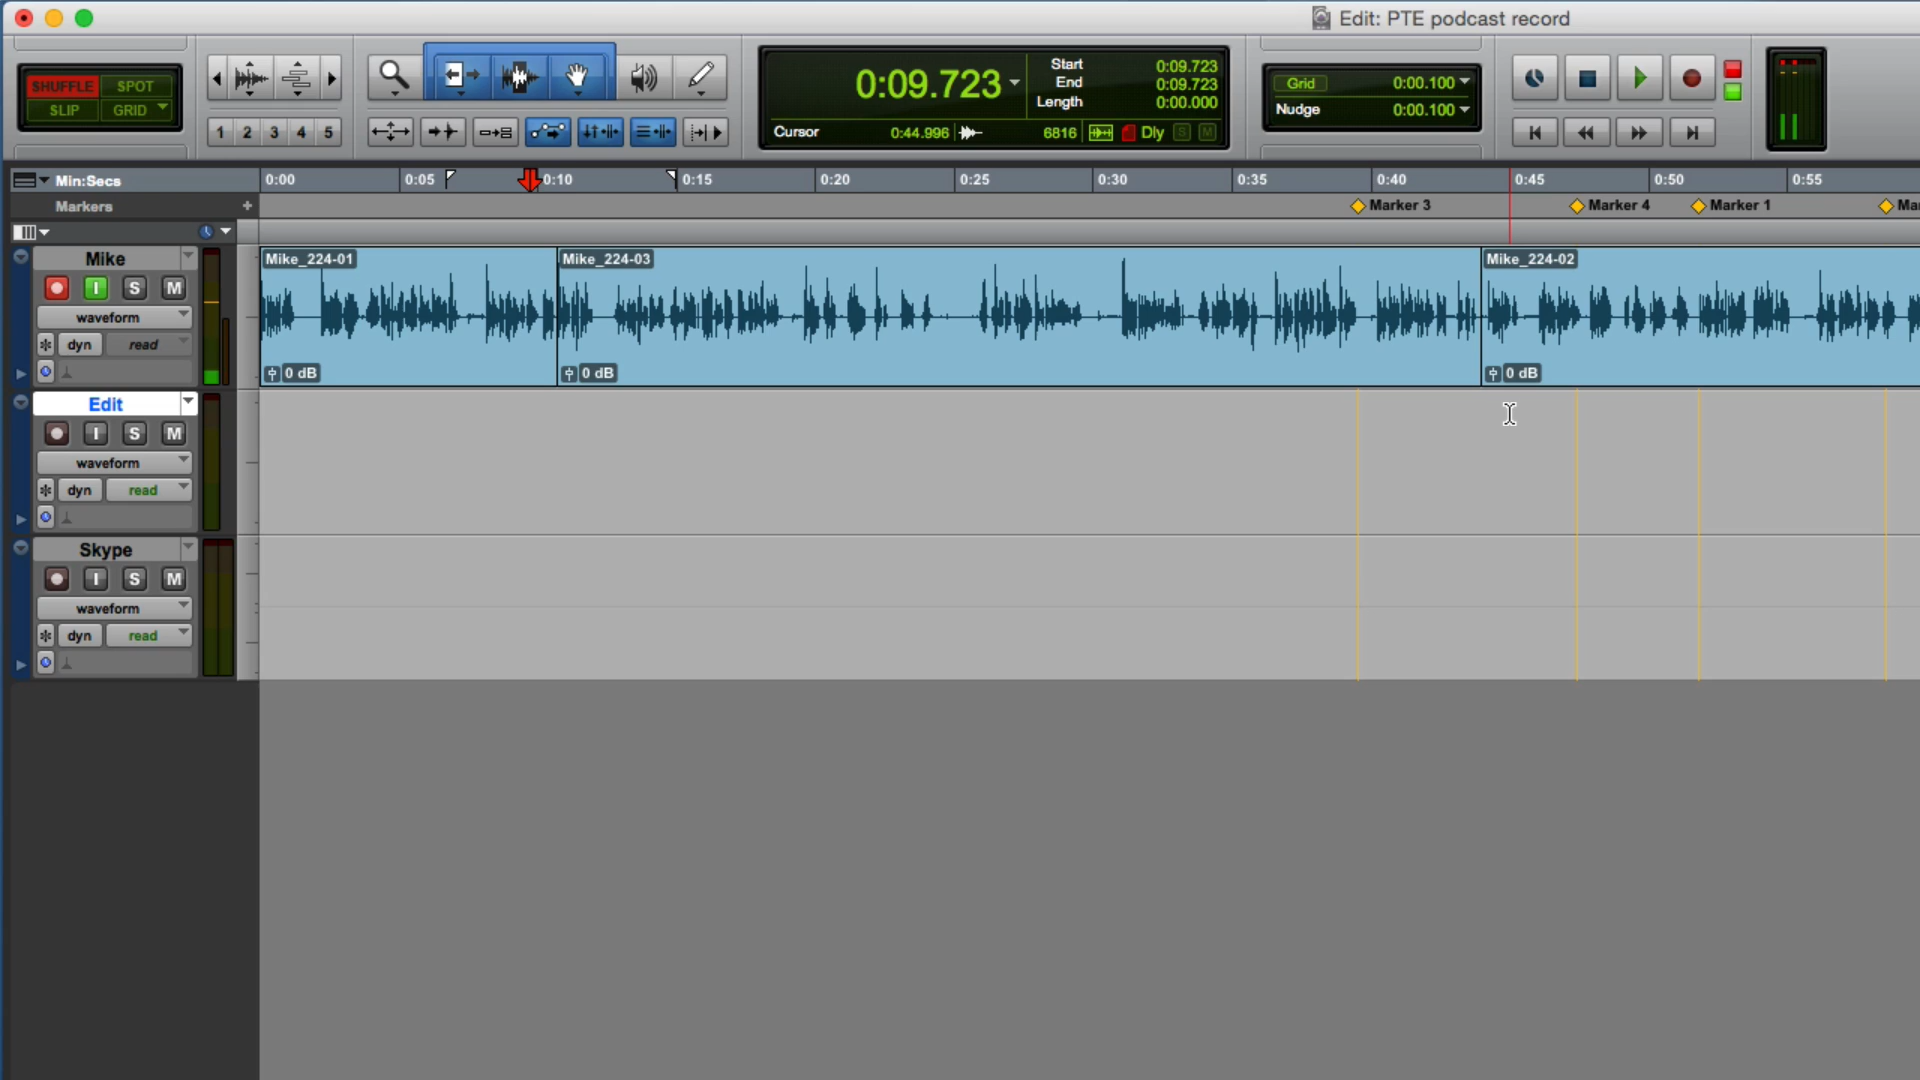 Edit: PTE podcast record
SHUFFLE SPOT
SLIP GRID
1 2 3 4 5
0:09.723
Start 0:09.723
End 0:09.723
Length 0:00.000
Cursor 0:44.996 6816 Dly S M
Grid 0:00.100
Nudge 0:00.100
Min:Secs 0:00 0:05 0:10 0:15 0:20 0:25 0:30 0:35 0:40 0:45 0:50 0:55
Markers + Marker 3 Marker 4 Marker 1 Ma
Mike
I S M
waveform
dyn read
Mike_224-01 Mike_224-03 Mike_224-02
0 dB 0 dB 0 dB
Edit
I S M
waveform
dyn read
Skype
I S M
waveform
dyn read